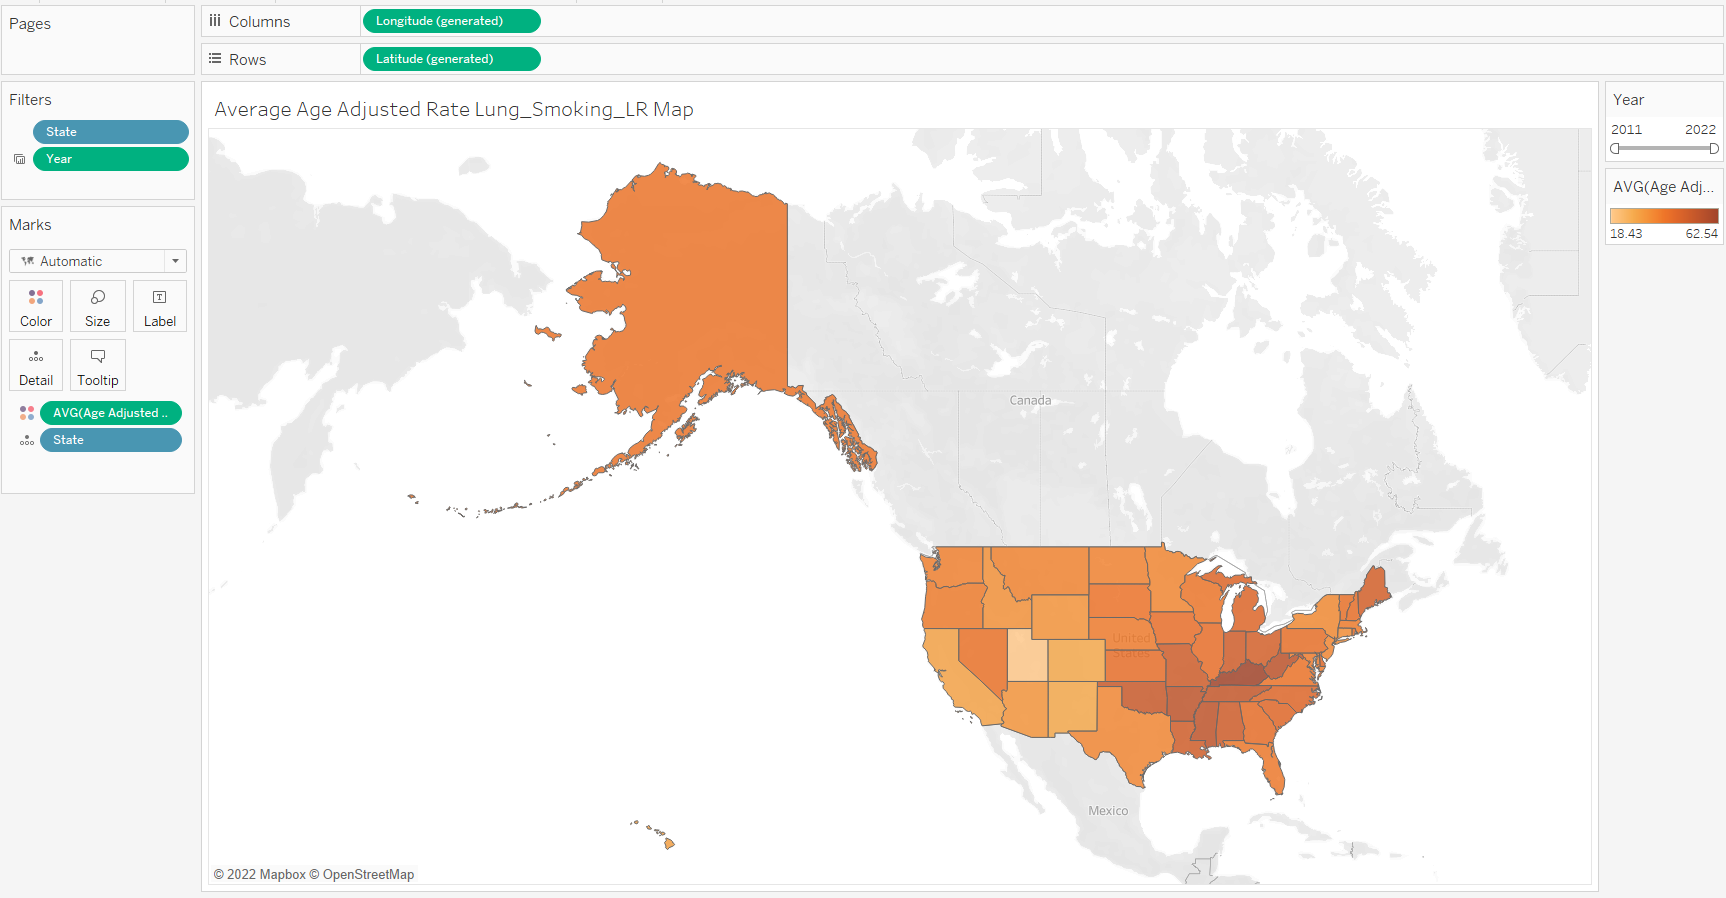 Pages
Columns
Longitude (generated)
Rows
Latitude (generated)
Filters
State
Year
Marks
Automatic
Color
Size
Label
Detail
Tooltip
AVG(Age Adjusted ..
State
Average Age Adjusted Rate Lung_Smoking_LR Map
Canada
United
States
Mexico
© 2022 Mapbox © OpenStreetMap
Year
2011 2022
AVG(Age Adj...
18.43 62.54